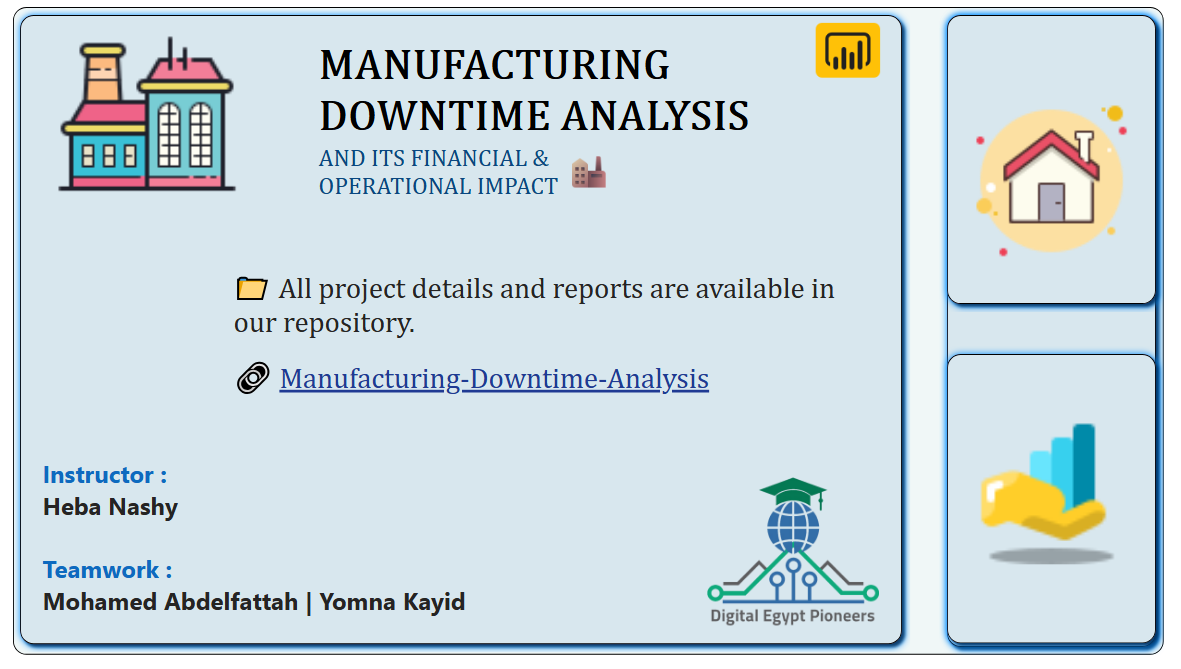 MANUFACTURING
DOWNTIME ANALYSIS
AND ITS FINANCIAL &
OPERATIONAL IMPACT
All project details and reports are available in
our repository.
Manufacturing-Downtime-Analysis
Instructor :
Heba Nashy
Teamwork :
Mohamed Abdelfattah | Yomna Kayid
Digital Egypt Pioneers